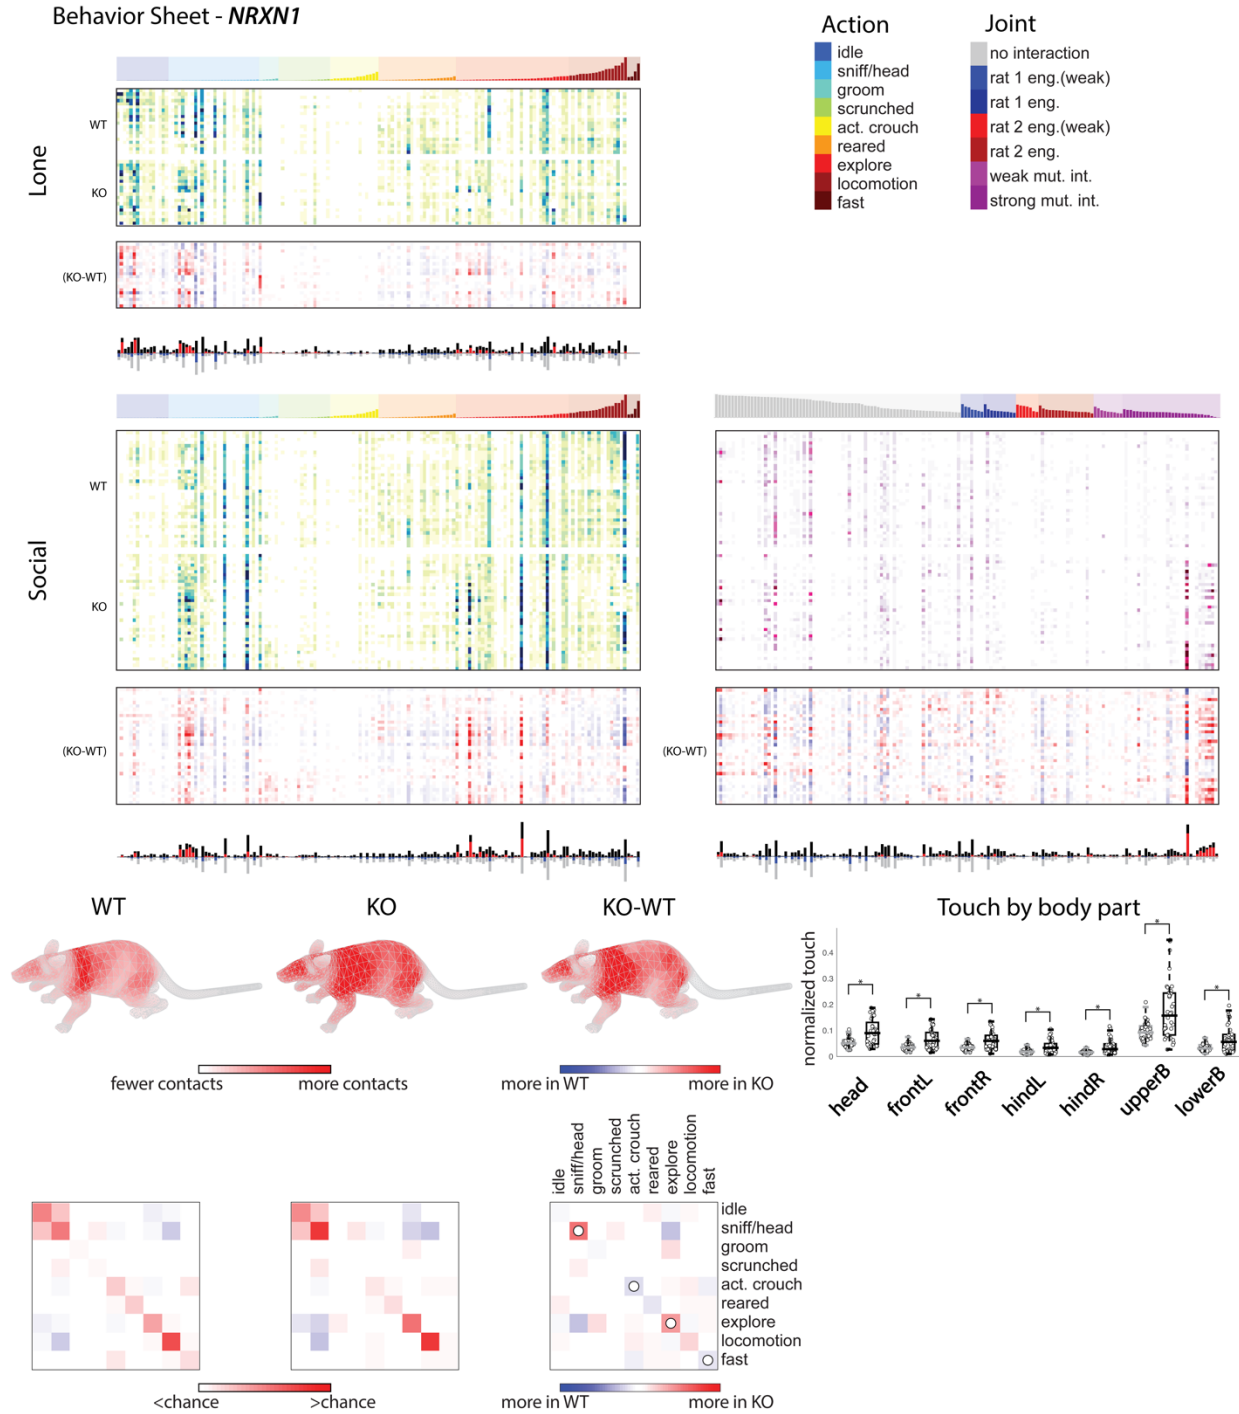 Behavior Sheet - NRXN1
Action
idle
sniff/head
groom
scrunched
act. crouch
reared
explore
locomotion
fast
Joint
no interaction
rat 1 eng.(weak)
rat 1 eng.
rat 2 eng.(weak)
rat 2 eng.
weak mut. int.
strong mut. int.
Lone
WT
KO
(KO-WT)
Social
WT
KO
(KO-WT)
(KO-WT)
WT
KO
KO-WT
fewer contacts
more contacts
more in WT
more in KO
Touch by body part
normalized touch
0.4
0.3
0.2
0.1
0
*
*
*
*
*
*
*
head
frontL
frontR
hindL
hindR
upperB
lowerB
idle
sniff/head
groom
scrunched
act. crouch
reared
explore
locomotion
fast
idle
sniff/head
groom
scrunched
act. crouch
reared
explore
locomotion
fast
<chance
>chance
more in WT
more in KO